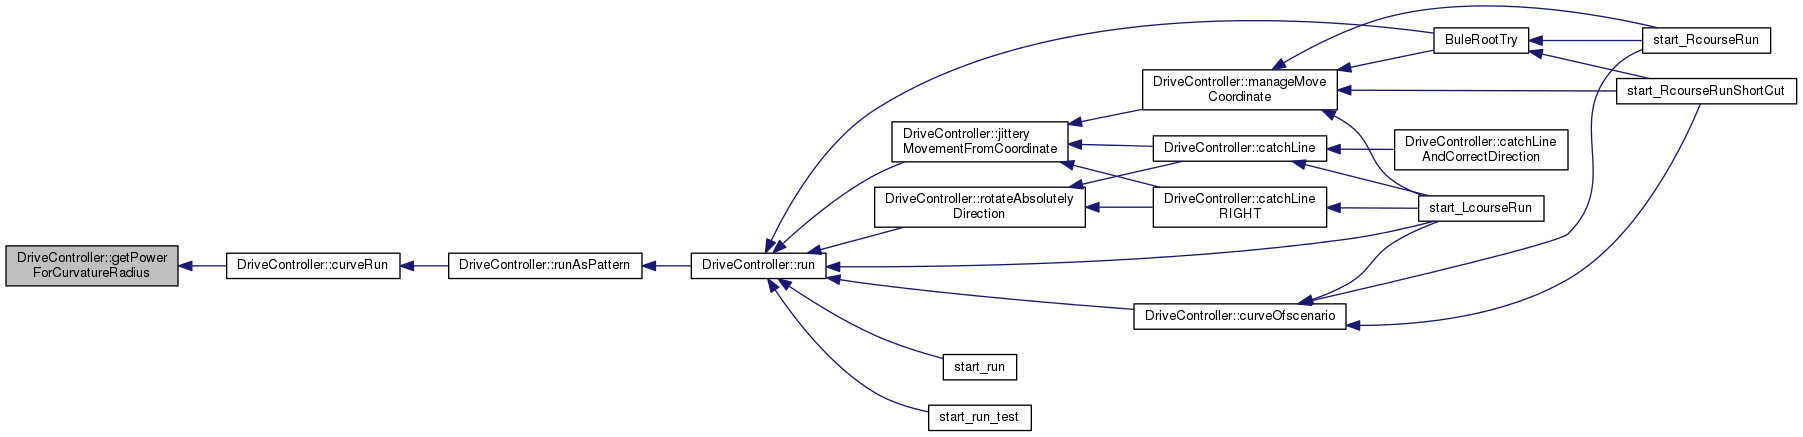 DriveController::getPower
ForCurvatureRadius
DriveController::curveRun
DriveController::runAsPattern
DriveController::run
DriveController::jittery
MovementFromCoordinate
DriveController::rotateAbsolutely
Direction
DriveController::manageMove
Coordinate
DriveController::catchLine
DriveController::catchLine
RIGHT
DriveController::curveOfscenario
start_run
start_run_test
BuleRootTry
DriveController::catchLine
AndCorrectDirection
start_LcourseRun
start_RcourseRun
start_RcourseRunShortCut